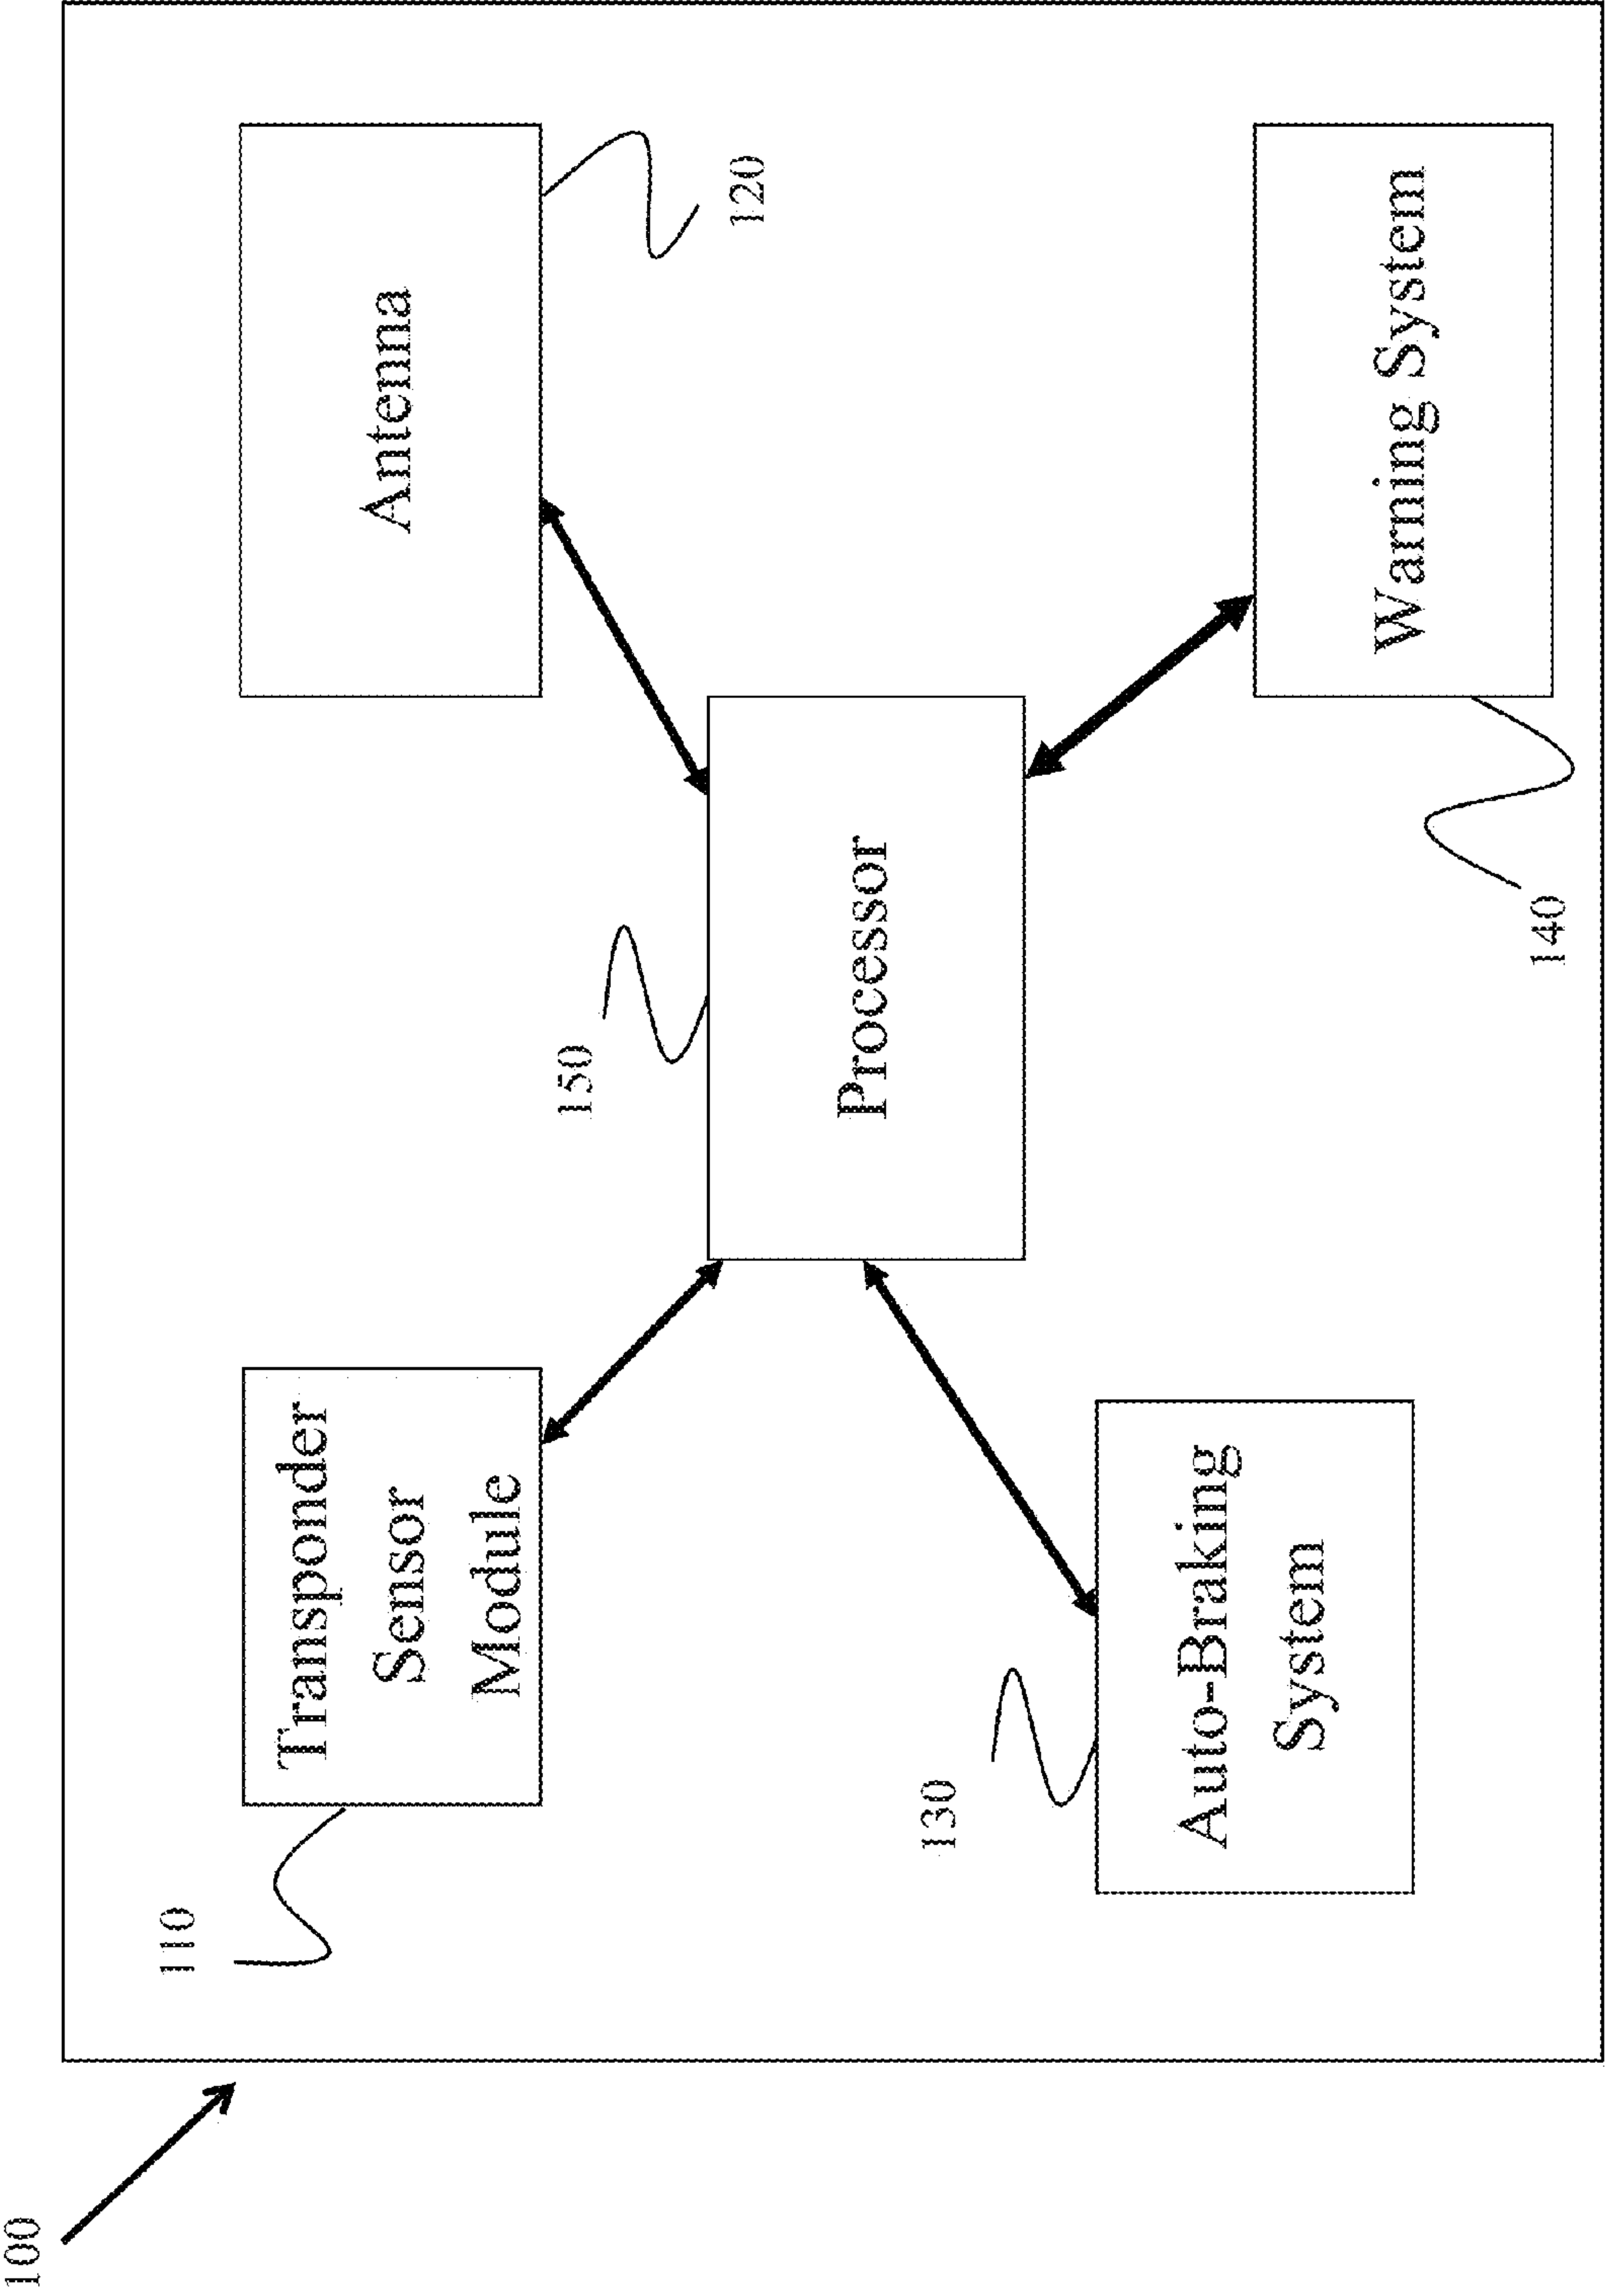 100
110
Transponder
Sensor
Module
Antenna
120
150
Processor
130
Auto-Braking
System
Warning System
140